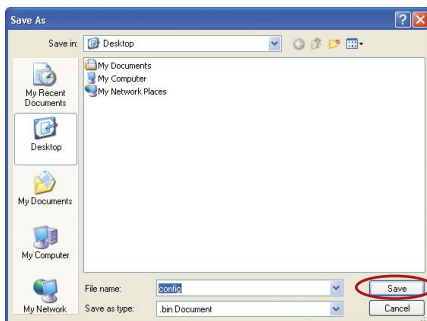 Save As
Save in: Desktop
My Recent Documents
Desktop
My Documents
My Computer
My Network
My Documents
My Computer
My Network Places
File name: config
Save as type: .bin Document
Save
Cancel